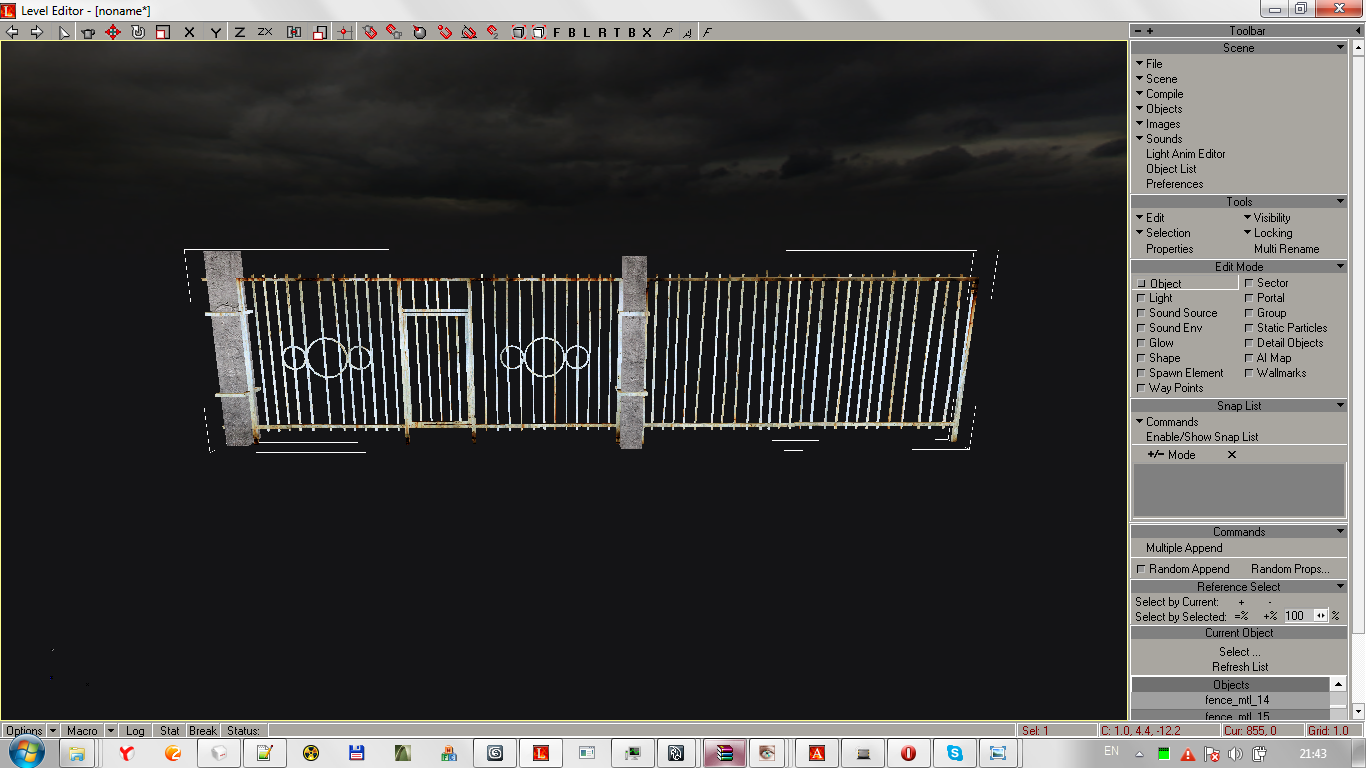 Level Editor - [noname*]
X Y Z ZX F B L R T B X P A F
Toolbar
Scene
File
Scene
Compile
Objects
Images
Sounds
Light Anim Editor
Object List
Preferences
Tools
Edit Visibility
Selection Locking
Properties Multi Rename
Edit Mode
Object Sector
Light Portal
Sound Source Group
Sound Env Static Particles
Glow Detail Objects
Shape AI Map
Spawn Element Wallmarks
Way Points
Snap List
Commands
Enable/Show Snap List
+/- Mode X
Commands
Multiple Append
Random Append Random Props...
Reference Select
Select by Current: + -
Select by Selected: =% +% 100 %
Current Object
Select ...
Refresh List
Objects
fence_mtl_14
fence_mtl_15
Options Macro Log Stat Break Status: Sel: 1 C: 1.0, 4.4, -12.2 Cur: 855, 0 Grid: 1.0
EN 21:43